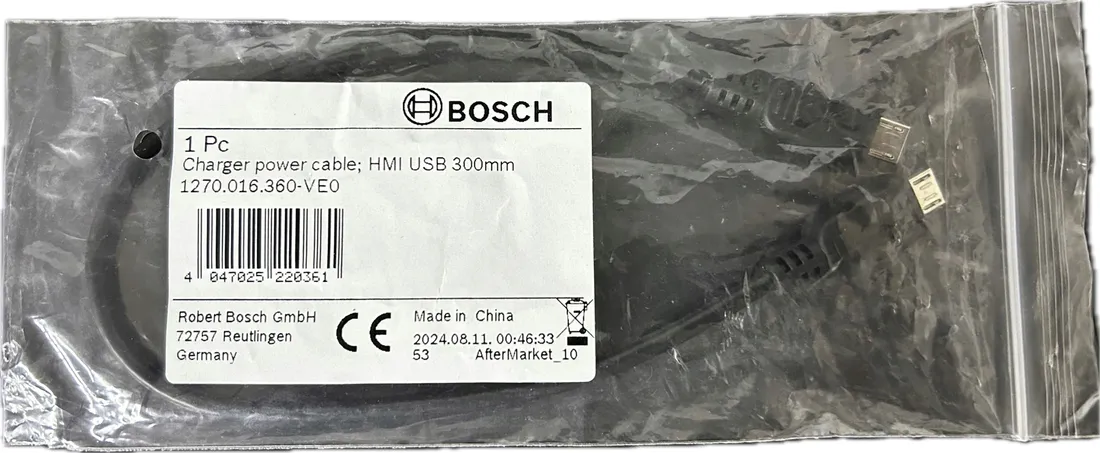 BOSCH
1 Pc
Charger power cable; HMI USB 300mm
1270.016.360-VE0
4 047025 220361
Robert Bosch GmbH
72757 Reutlingen
Germany
CE
Made in China
2024.08.11. 00:46:33
53 AfterMarket_10